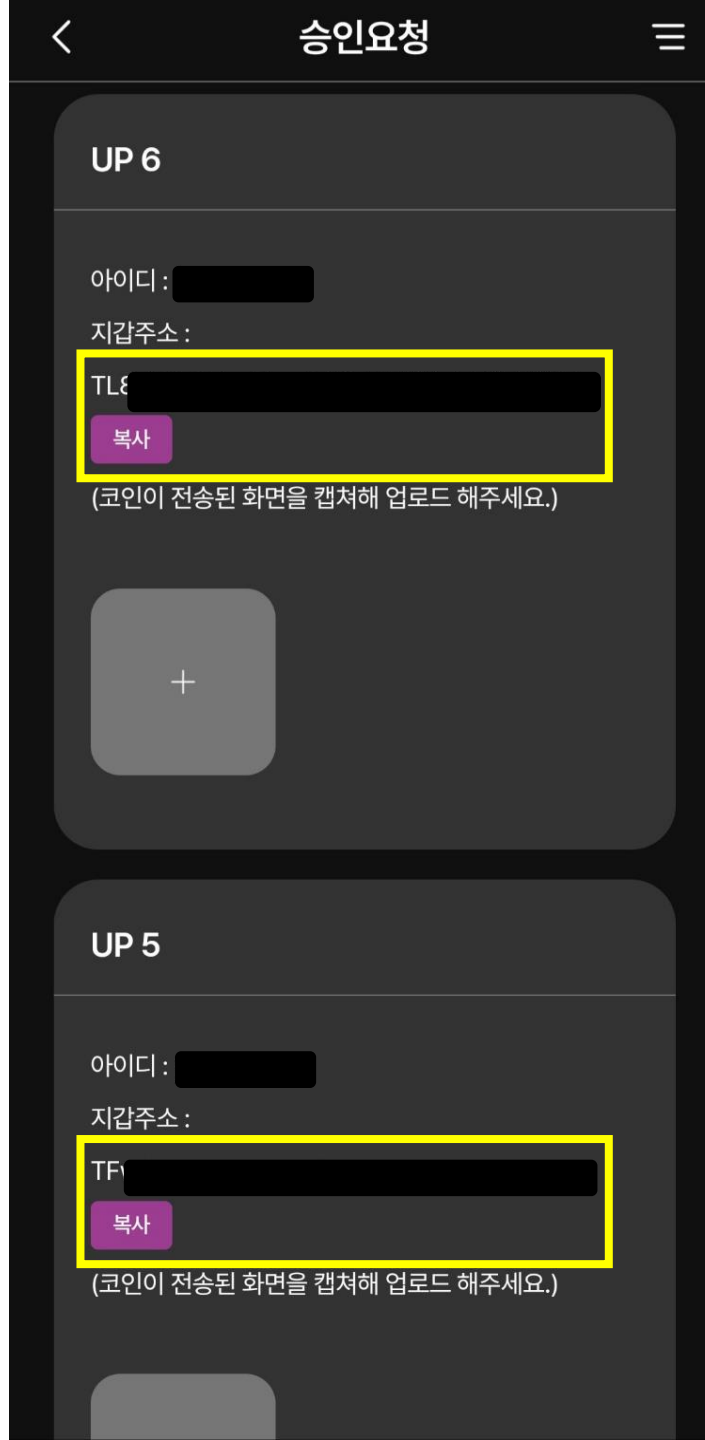 승인요청
UP 6
아이디 :
지갑주소 :
TL8
복사
(코인이 전송된 화면을 캡쳐해 업로드 해주세요.)
+
UP 5
아이디 :
지갑주소 :
TF
복사
(코인이 전송된 화면을 캡쳐해 업로드 해주세요.)